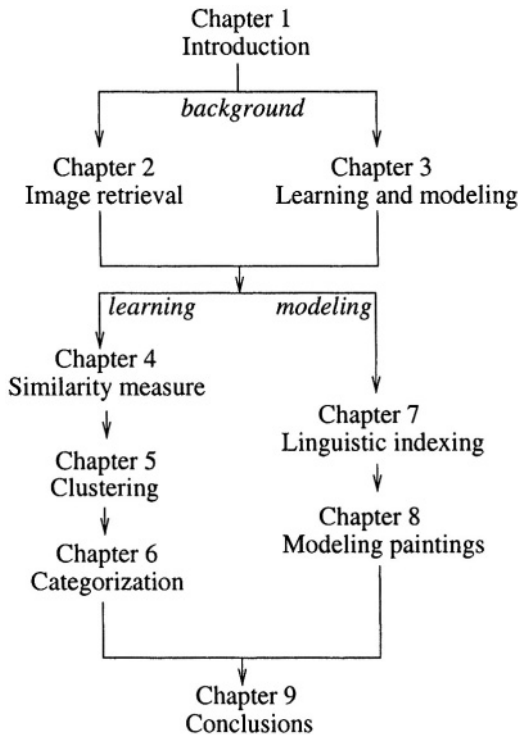 Chapter 1
Introduction
background
Chapter 2
Image retrieval
Chapter 3
Learning and modeling
learning
modeling
Chapter 4
Similarity measure
Chapter 5
Clustering
Chapter 6
Categorization
Chapter 7
Linguistic indexing
Chapter 8
Modeling paintings
Chapter 9
Conclusions